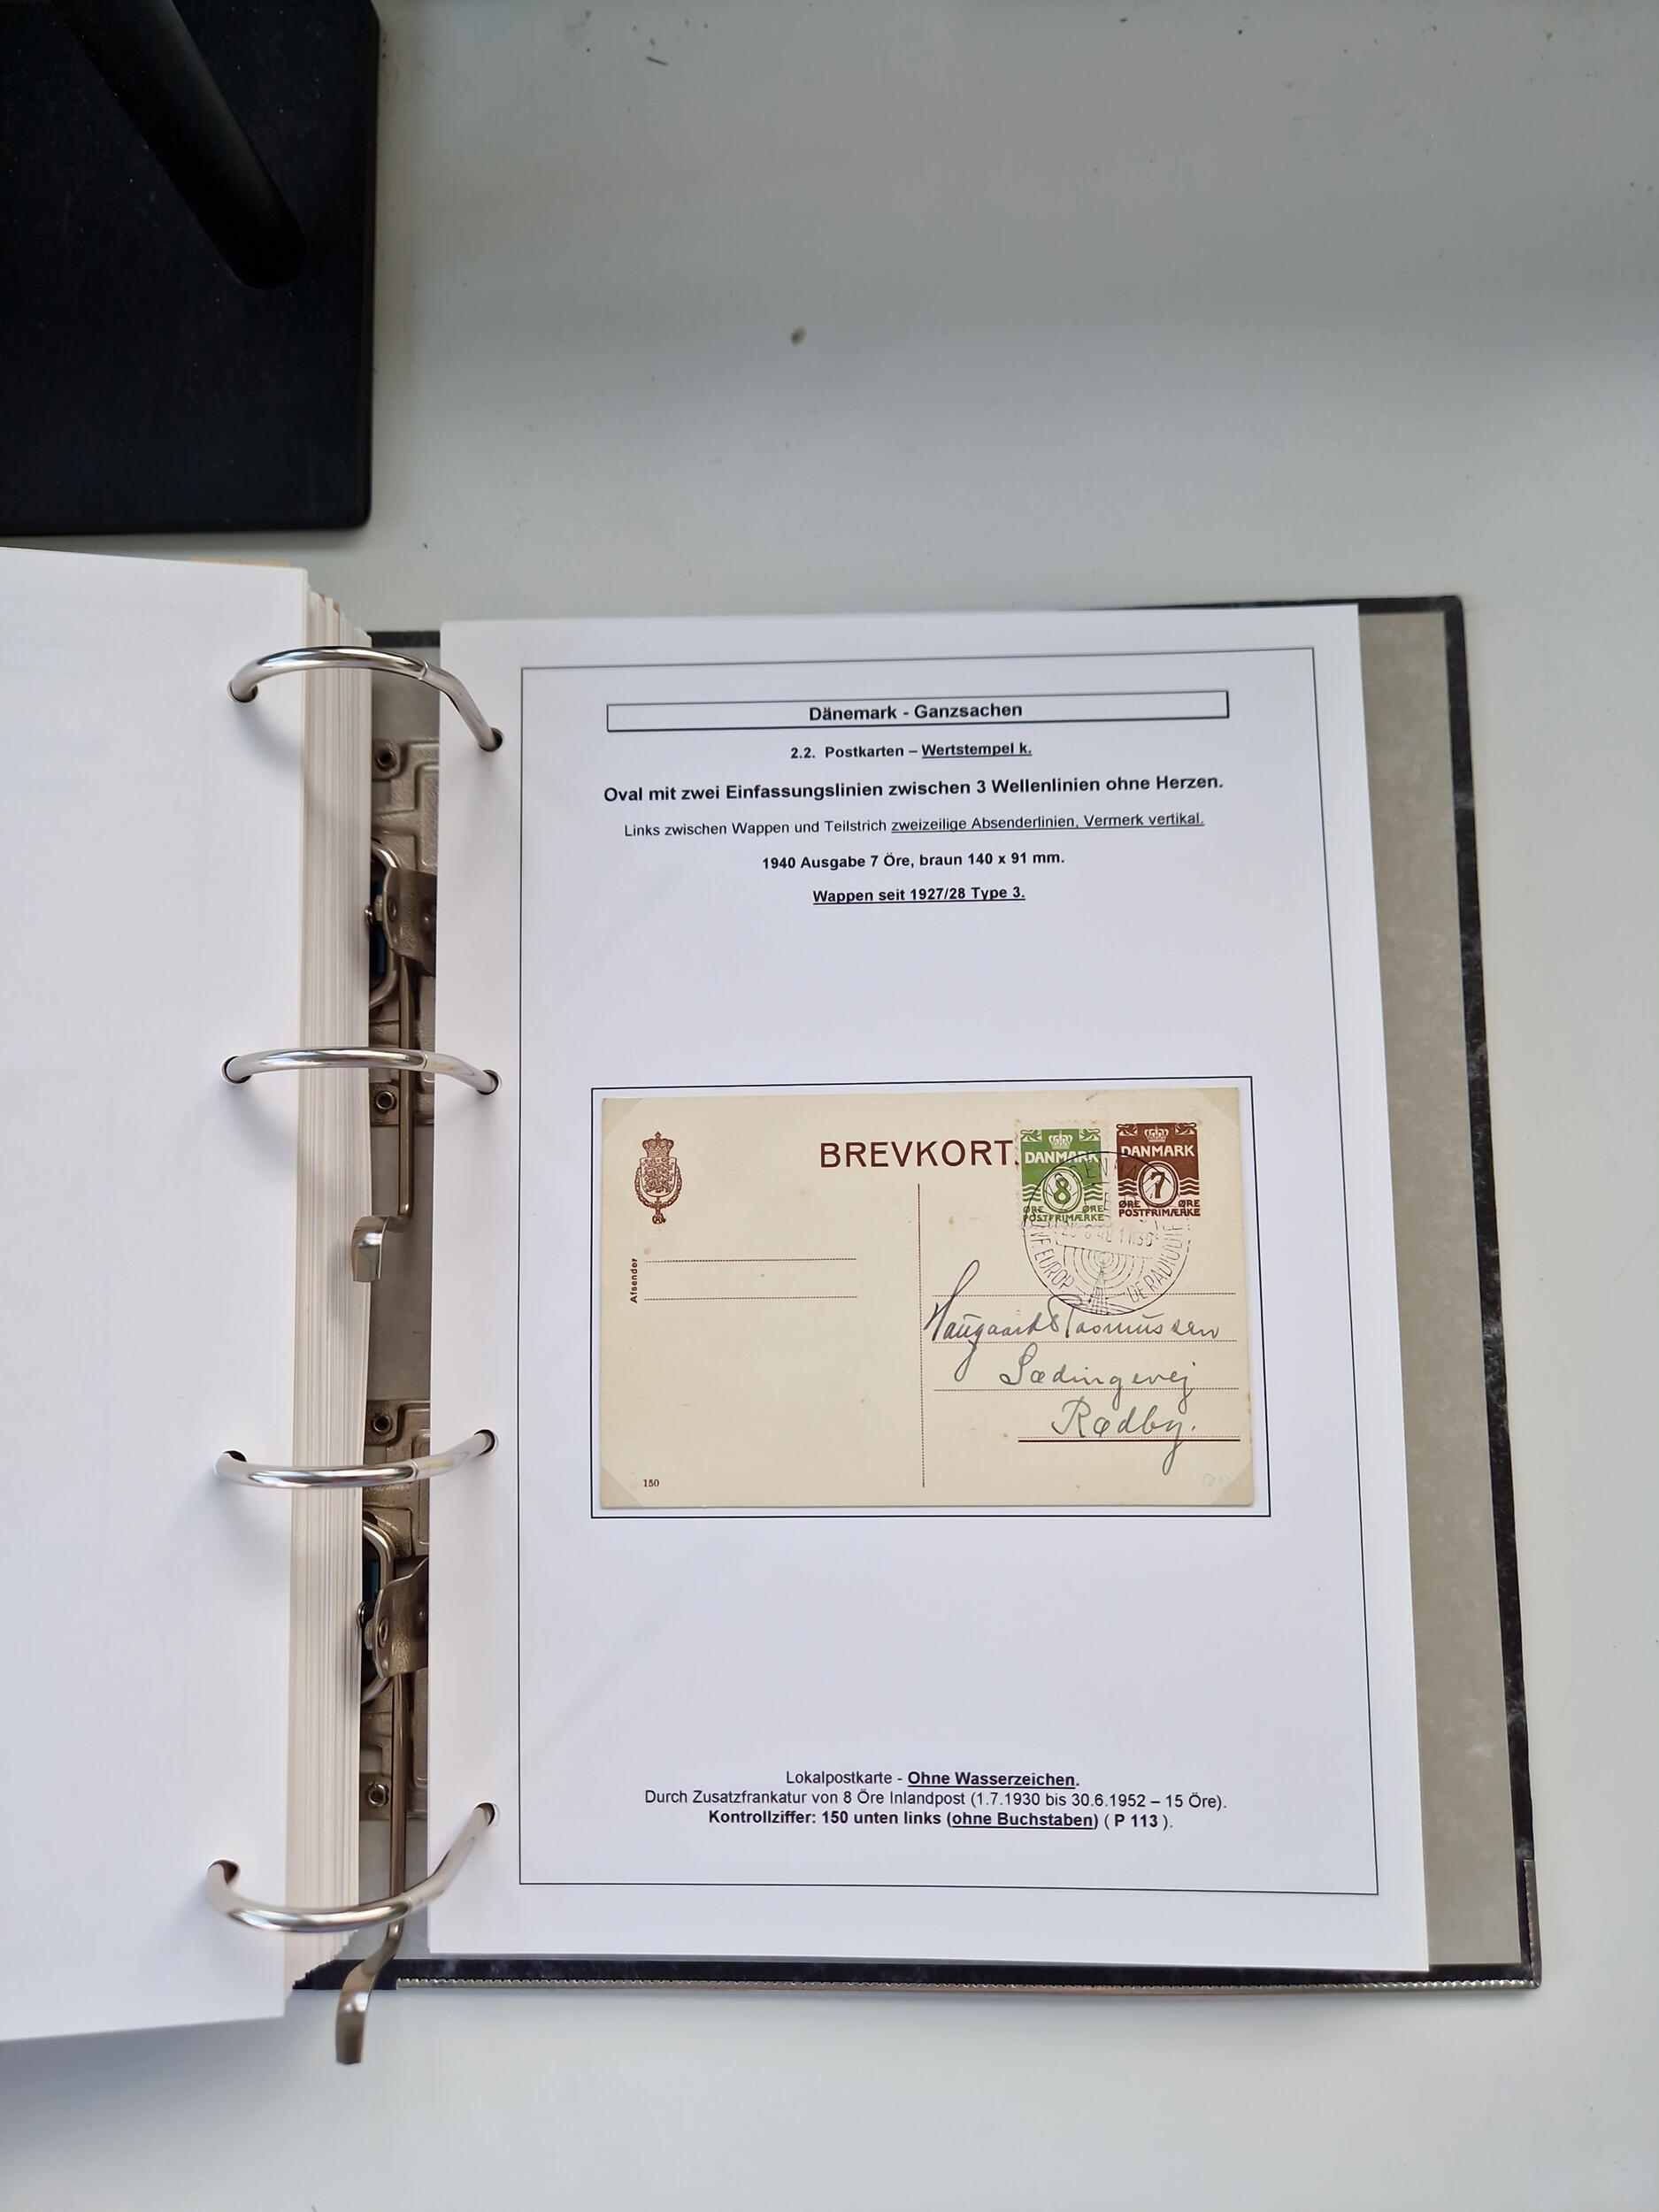 Dänemark - Ganzsachen
2.2. Postkarten – Wertstempel k.
Oval mit zwei Einfassungslinien zwischen 3 Wellenlinien ohne Herzen.
Links zwischen Wappen und Teilstrich zweizeilige Absenderlinien, Vermerk vertikal.
1940 Ausgabe 7 Öre, braun 140 x 91 mm.
Wappen seit 1927/28 Type 3.
BREVKORT
DANMARK
8
ØRE ØRE
POSTFRIMÆRKE
DANMARK
7
ØRE ØRE
POSTFRIMÆRKE
Afsender
Haugaard Rasmussen
Sædingevej
Rødby.
150
Lokalpostkarte - Ohne Wasserzeichen.
Durch Zusatzfrankatur von 8 Öre Inlandpost (1.7.1930 bis 30.6.1952 – 15 Öre).
Kontrollziffer: 150 unten links (ohne Buchstaben) ( P 113 ).